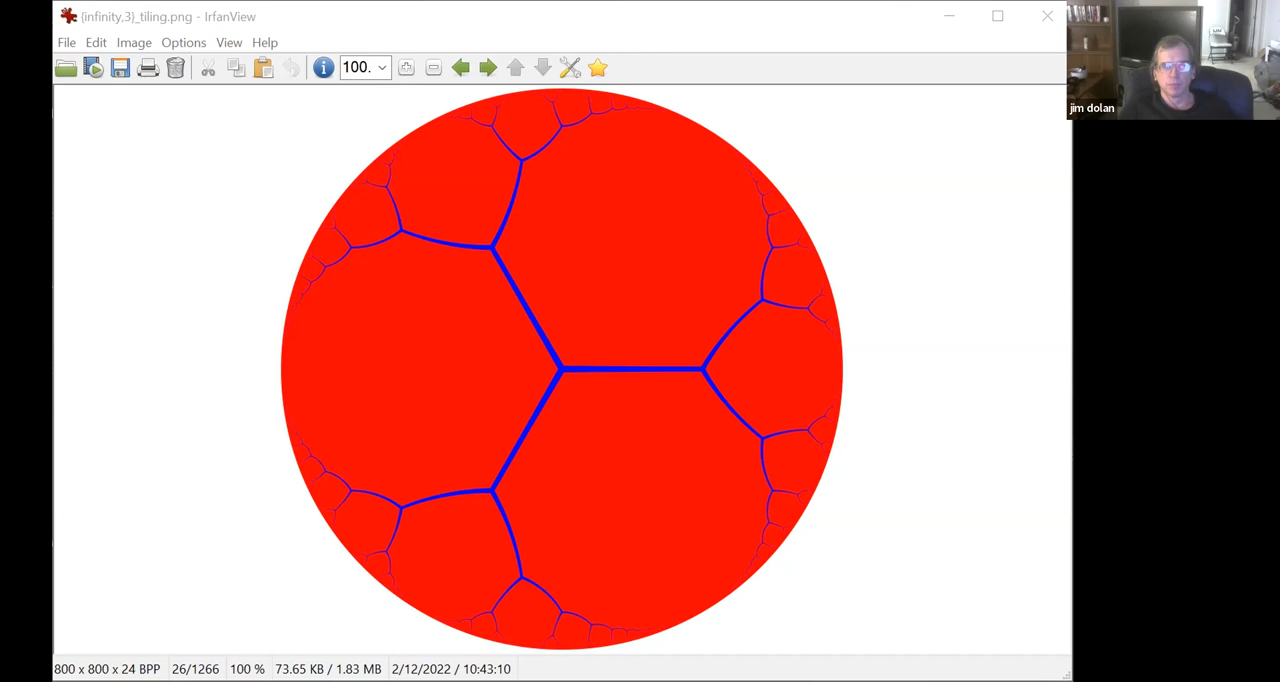 {infinity,3}_tiling.png - IrfanView
File Edit Image Options View Help
100.
jim dolan
800 x 800 x 24 BPP 26/1266 100 % 73.65 KB / 1.83 MB 2/12/2022 / 10:43:10